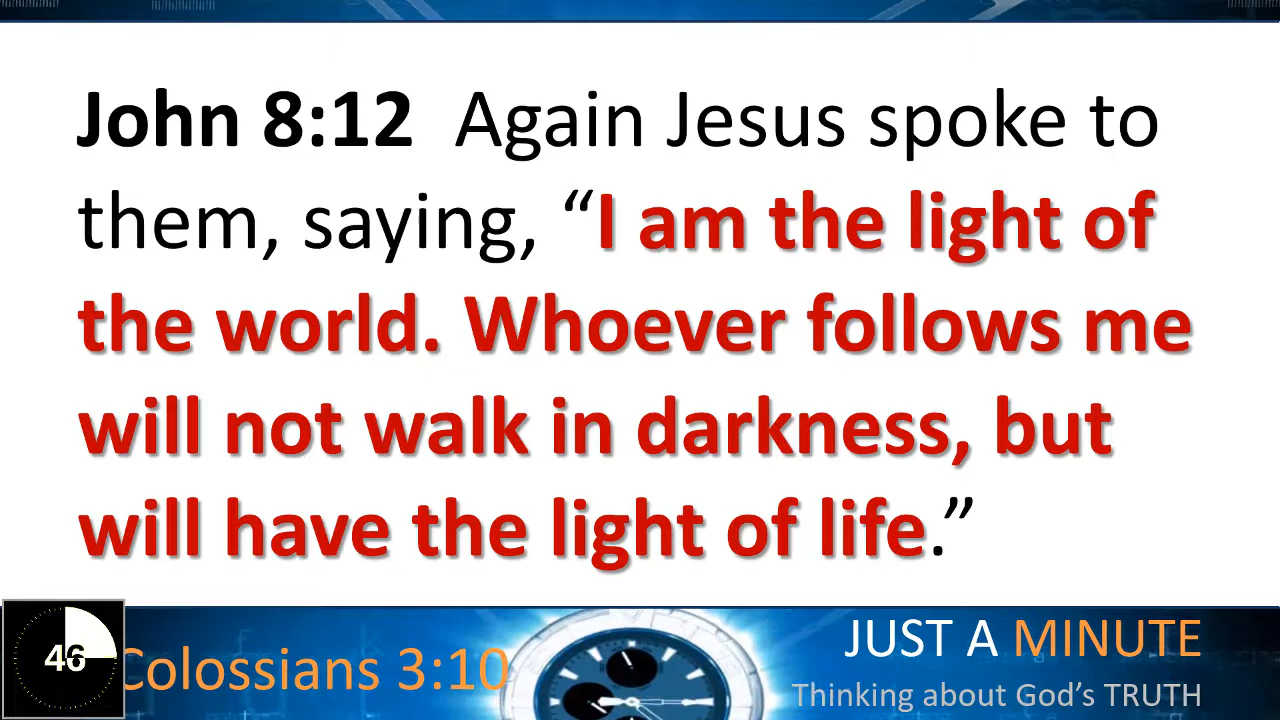 John 8:12 Again Jesus spoke to
them, saying, “I am the light of
the world. Whoever follows me
will not walk in darkness, but
will have the light of life.”
46
Colossians 3:10
JUST A MINUTE
Thinking about God’s TRUTH